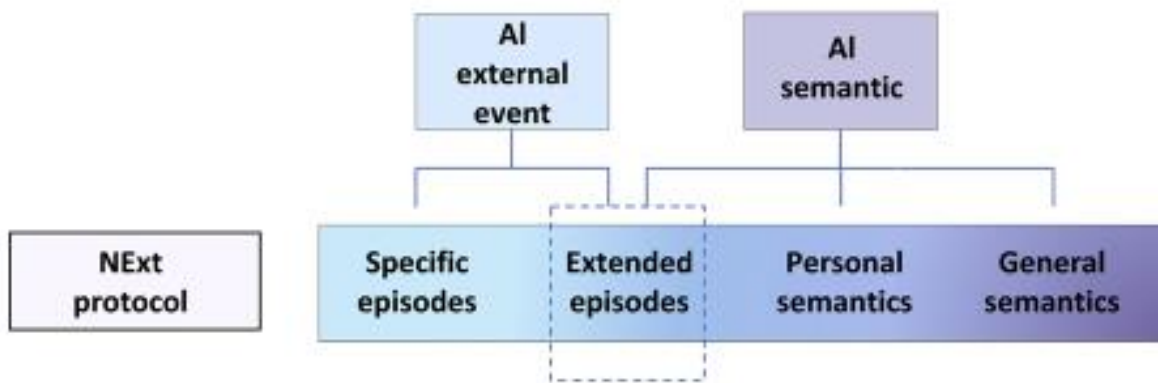 AI
external
event
AI
semantic
NExt
protocol
Specific
episodes
Extended
episodes
Personal
semantics
General
semantics